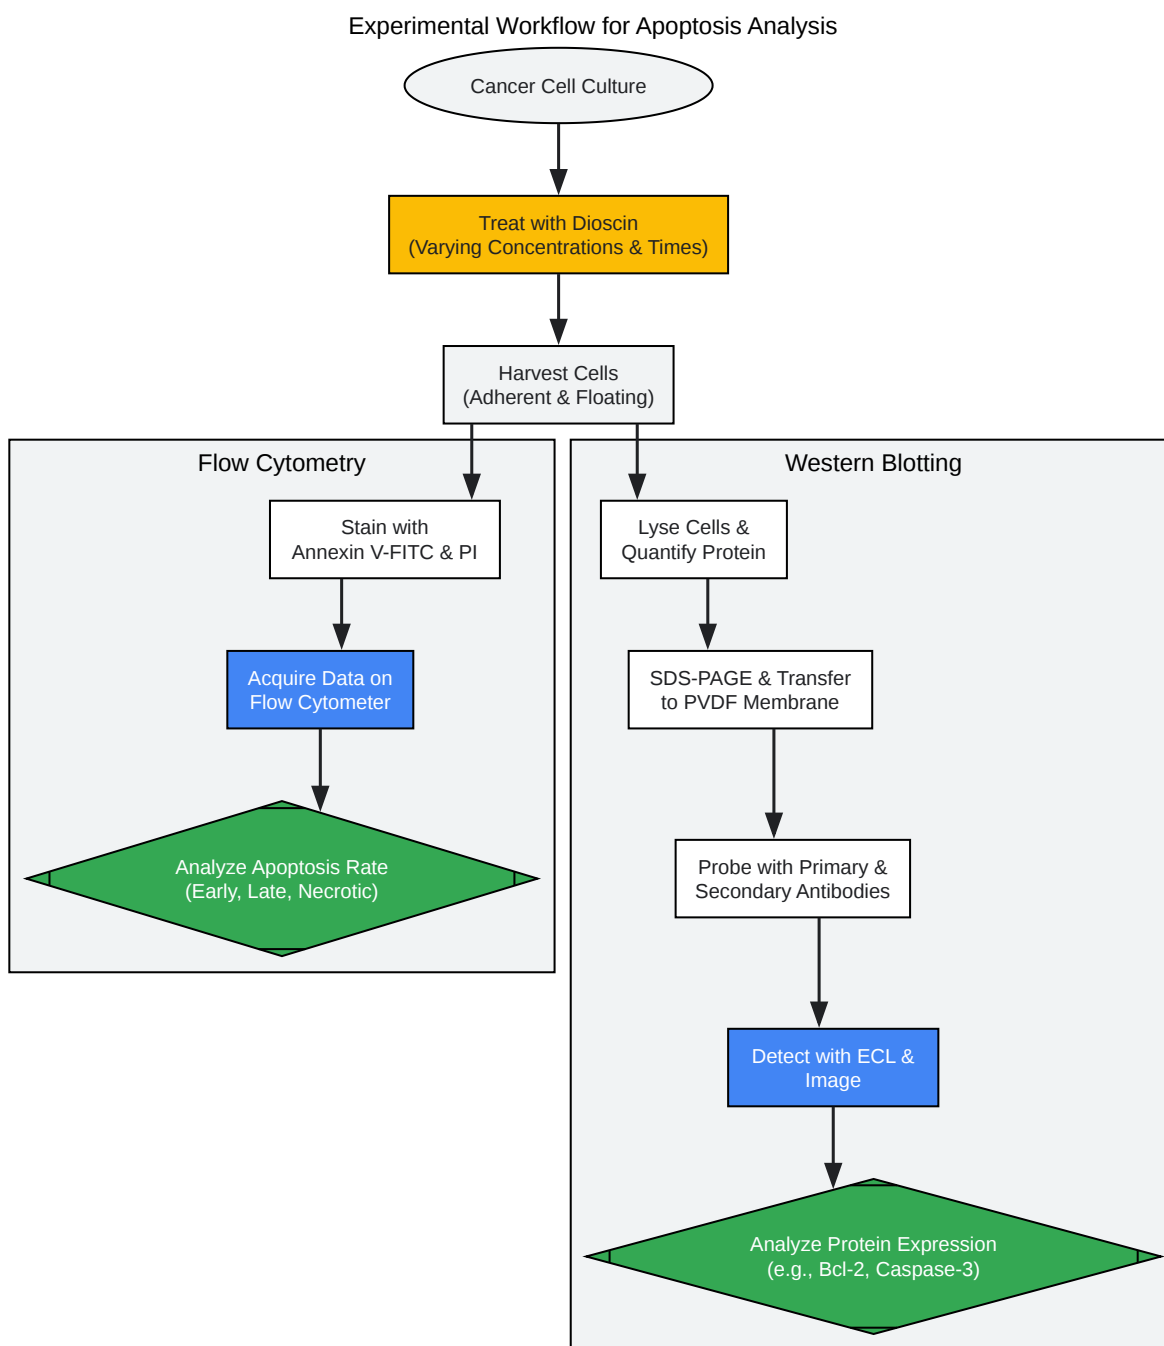 Experimental Workflow for Apoptosis Analysis
Cancer Cell Culture
Treat with Dioscin
(Varying Concentrations & Times)
Harvest Cells
(Adherent & Floating)
Flow Cytometry
Stain with
Annexin V-FITC & PI
Acquire Data on
Flow Cytometer
Analyze Apoptosis Rate
(Early, Late, Necrotic)
Western Blotting
Lyse Cells &
Quantify Protein
SDS-PAGE & Transfer
to PVDF Membrane
Probe with Primary &
Secondary Antibodies
Detect with ECL &
Image
Analyze Protein Expression
(e.g., Bcl-2, Caspase-3)